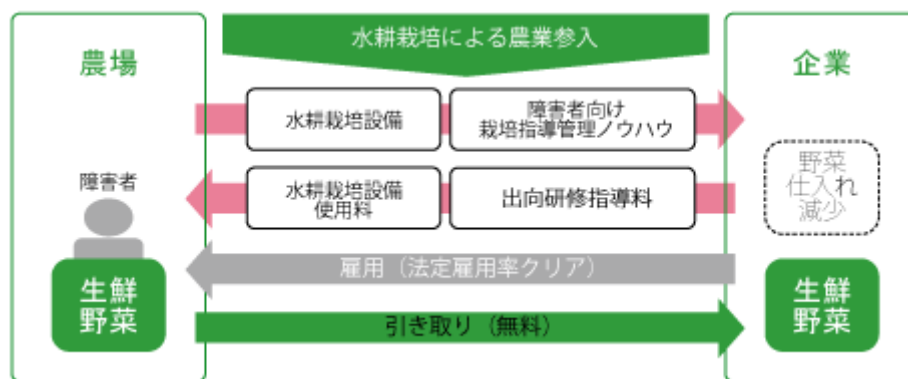 水耕栽培による農業参入
農場
企業
水耕栽培設備
障害者向け
栽培指導管理ノウハウ
障害者
水耕栽培設備
使用料
出向研修指導料
野菜
仕入れ
減少
雇用（法定雇用率クリア）
生鮮
野菜
引き取り（無料）
生鮮
野菜